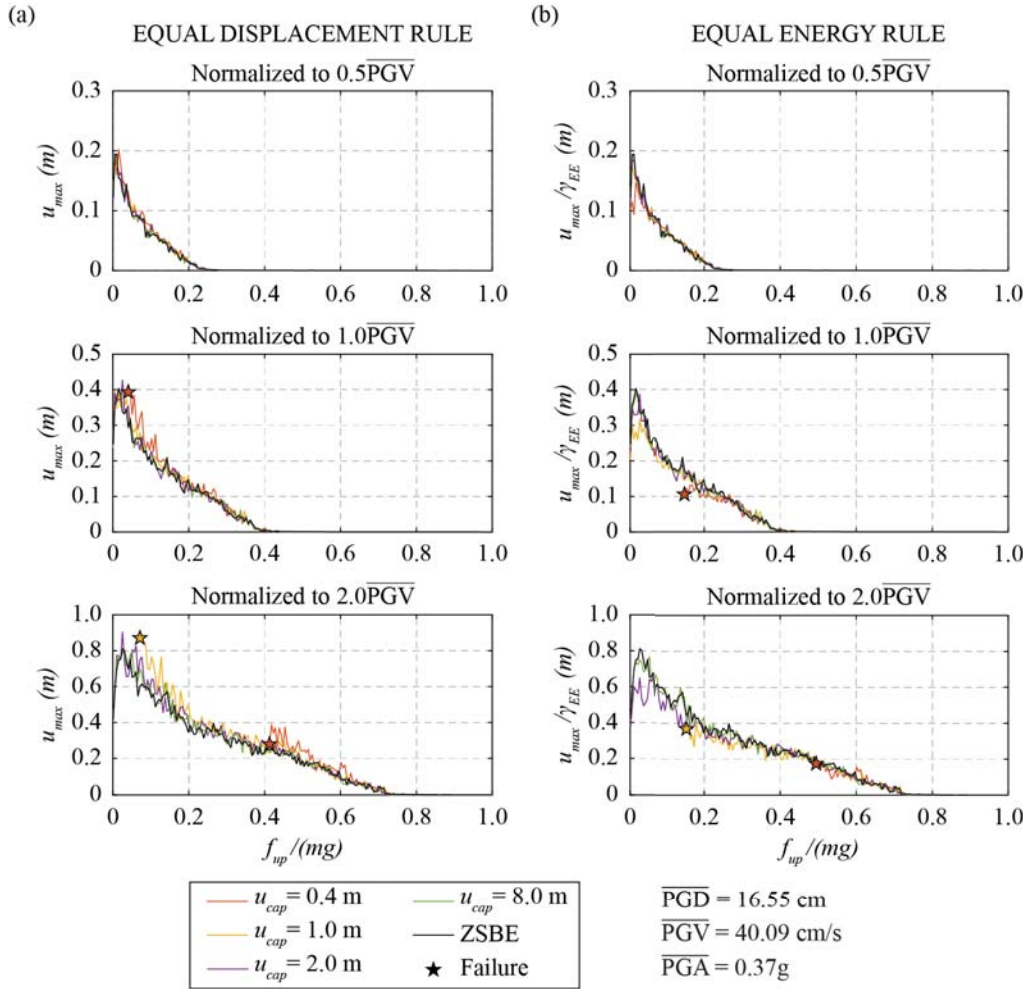 (a)
EQUAL DISPLACEMENT RULE
Normalized to 0.5PGV
0.3
0.2
0.1
0
u_max (m)
0 0.2 0.4 0.6 0.8 1.0
Normalized to 1.0PGV
0.5
0.4
0.3
0.2
0.1
0
u_max (m)
0 0.2 0.4 0.6 0.8 1.0
Normalized to 2.0PGV
1.0
0.8
0.6
0.4
0.2
0
u_max (m)
0 0.2 0.4 0.6 0.8 1.0
f_up/(mg)
(b)
EQUAL ENERGY RULE
Normalized to 0.5PGV
0.3
0.2
0.1
0
u_max/γ_EE (m)
0 0.2 0.4 0.6 0.8 1.0
Normalized to 1.0PGV
0.5
0.4
0.3
0.2
0.1
0
u_max/γ_EE (m)
0 0.2 0.4 0.6 0.8 1.0
Normalized to 2.0PGV
1.0
0.8
0.6
0.4
0.2
0
u_max/γ_EE (m)
0 0.2 0.4 0.6 0.8 1.0
f_up/(mg)
u_cap= 0.4 m
u_cap= 1.0 m
u_cap= 2.0 m
u_cap= 8.0 m
ZSBE
Failure
PGD = 16.55 cm
PGV = 40.09 cm/s
PGA = 0.37g